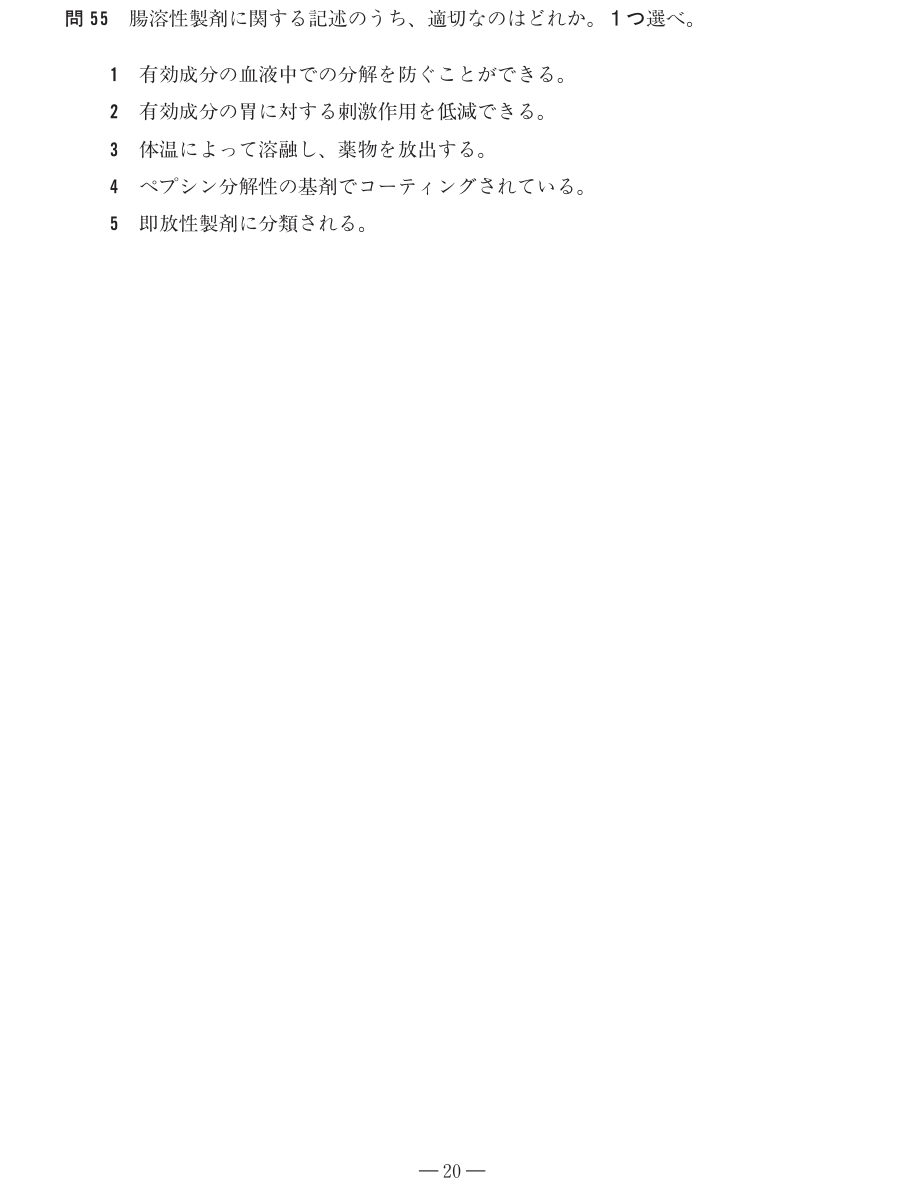 問 55 腸溶性製剤に関する記述のうち、適切なのはどれか。1つ選べ。
1 有効成分の血液中での分解を防ぐことができる。
2 有効成分の胃に対する刺激作用を低減できる。
3 体温によって溶融し、薬物を放出する。
4 ペプシン分解性の基剤でコーティングされている。
5 即放性製剤に分類される。
— 20 —